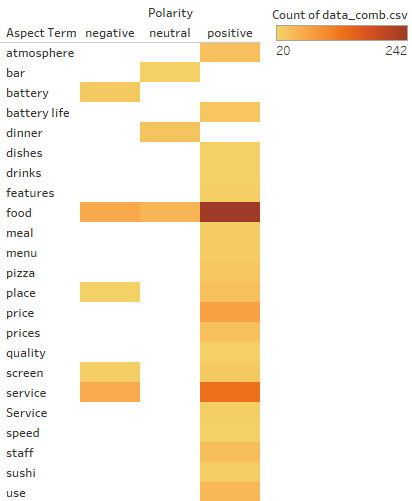 Polarity
Count of data_comb.csv
Aspect Term negative neutral positive
20 242
atmosphere
bar
battery
battery life
dinner
dishes
drinks
features
food
meal
menu
pizza
place
price
prices
quality
screen
service
Service
speed
staff
sushi
use